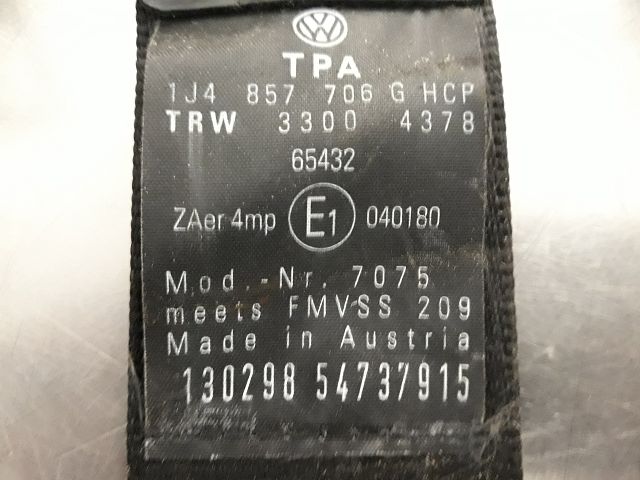 TPA
1J4 857 706 G HCP
TRW 3300 4378
65432
ZAer 4mp E1 040180
Mod.-Nr. 7075
meets FMVSS 209
Made in Austria
130298 54737915